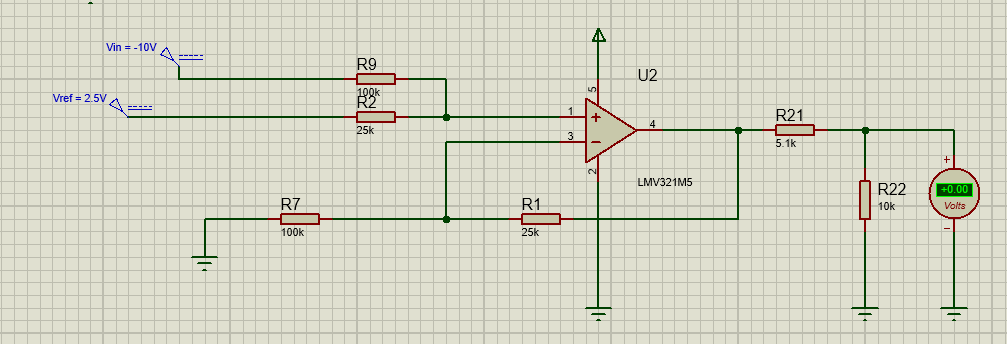 Vin = -10V
R9
100k
Vref = 2.5V
R2
25k
U2
5
1
3
4
2
LMV321M5
R21
5.1k
R22
10k
+
+0.00
Volts
R7
100k
R1
25k